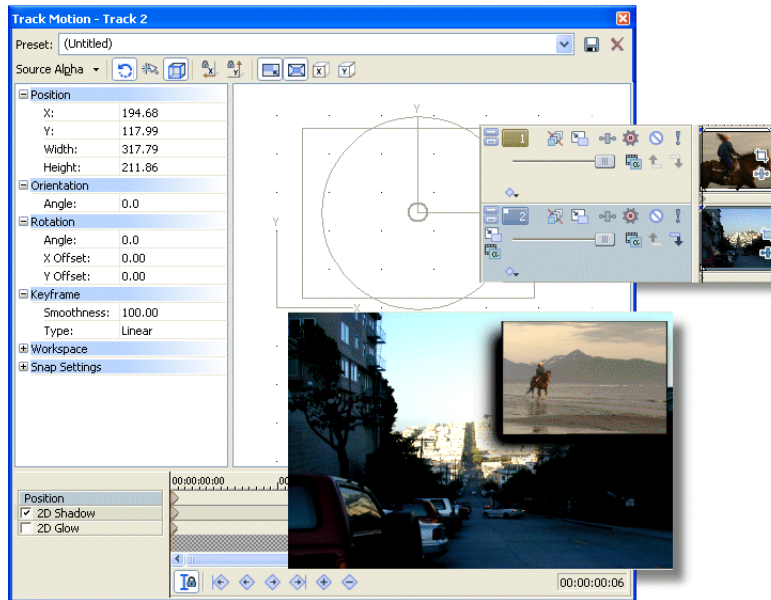 Track Motion - Track 2
Preset: (Untitled)
Source Alpha
Position
X: 194.68
Y: 117.99
Width: 317.79
Height: 211.86
Orientation
Angle: 0.0
Rotation
Angle: 0.0
X Offset: 0.00
Y Offset: 0.00
Keyframe
Smoothness: 100.00
Type: Linear
Workspace
Snap Settings
Y
Y
X
1
2
00:00:00:00
Position
2D Shadow
2D Glow
00:00:00:06